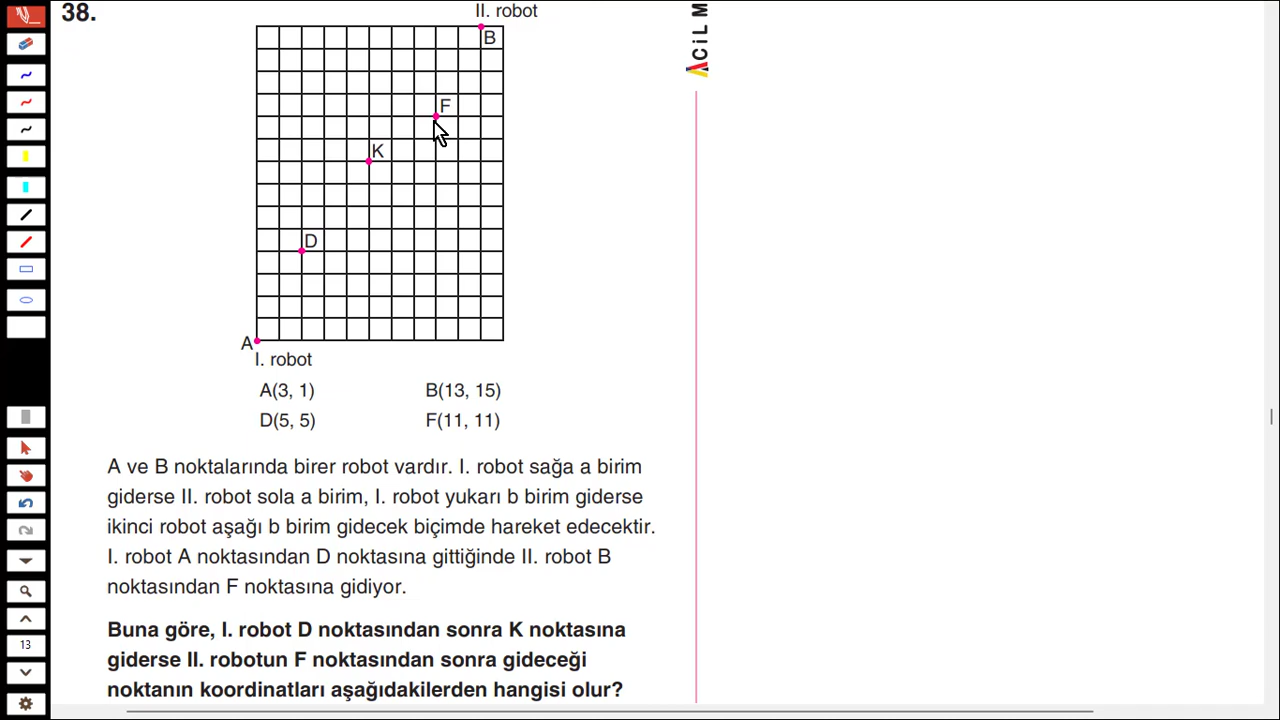 38.
II. robot
B
F
K
D
A
I. robot
A(3, 1) B(13, 15)
D(5, 5) F(11, 11)
A ve B noktalarında birer robot vardır. I. robot sağa a birim
giderse II. robot sola a birim, I. robot yukarı b birim giderse
ikinci robot aşağı b birim gidecek biçimde hareket edecektir.
I. robot A noktasından D noktasına gittiğinde II. robot B
noktasından F noktasına gidiyor.
Buna göre, I. robot D noktasından sonra K noktasına
giderse II. robotun F noktasından sonra gideceği
noktanın koordinatları aşağıdakilerden hangisi olur?
ACiL M
13